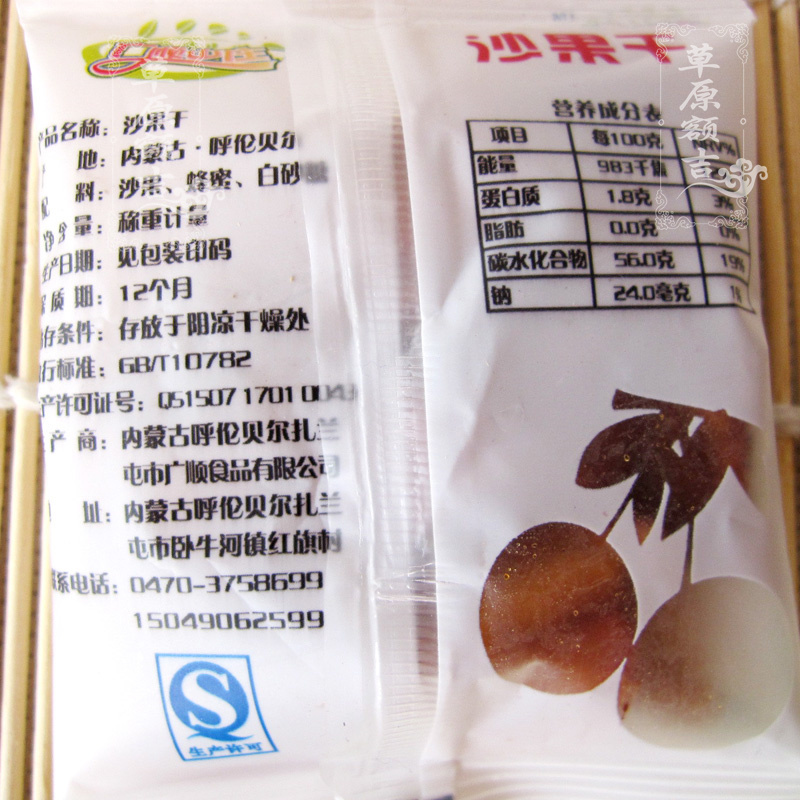 沙果干
产品名称：沙果干
地：内蒙古·呼伦贝尔
料：沙果、蜂蜜、白砂糖
净含量：称重计量
生产日期：见包装印码
质期：12个月
存条件：存放于阴凉干燥处
行标准：GB/T10782
产许可证号：QS1507 1701 004
产商：内蒙古呼伦贝尔扎兰
屯市广顺食品有限公司
址：内蒙古呼伦贝尔扎兰
屯市卧牛河镇红旗村
系电话：0470-3758699
15049062599
生产许可
营养成分表
项目 每100克 NRV%
能量 983千焦
蛋白质 1.8克 3%
脂肪 0.0克 0%
碳水化合物 56.0克 19%
钠 24.0毫克
草原额吉